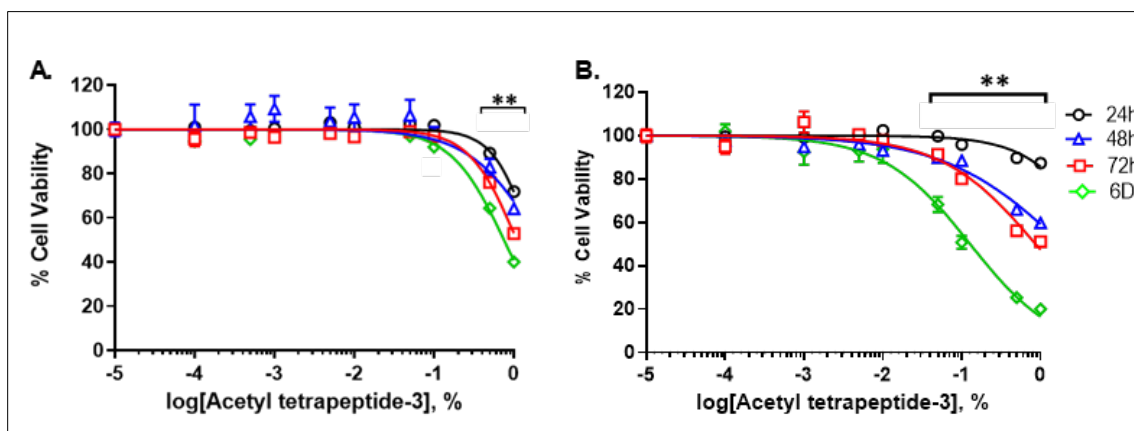 A.
**
120
100
80
60
40
20
0
-5 -4 -3 -2 -1 0
% Cell Vability
log[Acetyl tetrapeptide-3], %
B.
**
120
100
80
60
40
20
0
-5 -4 -3 -2 -1 0
% Cell Vability
log[Acetyl tetrapeptide-3], %
24h
48h
72h
6D